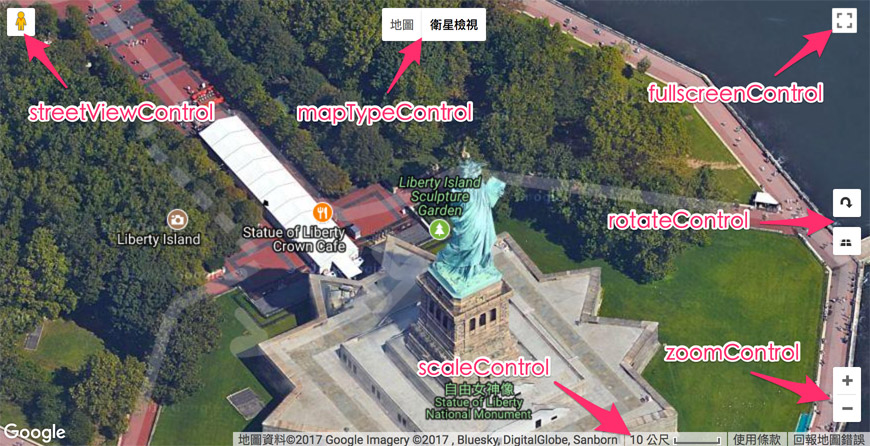 地圖 衛星檢視
streetViewControl
mapTypeControl
fullscreenControl
Liberty Island
Sculpture
Garden
rotateControl
Liberty Island
Statue of Liberty
Crown Cafe
zoomControl
scaleControl
自由女神像
Statue of Liberty
National Monument
Google
地圖資料©2017 Google Imagery ©2017 , Bluesky, DigitalGlobe, Sanborn 10 公尺 使用條款 回報地圖錯誤